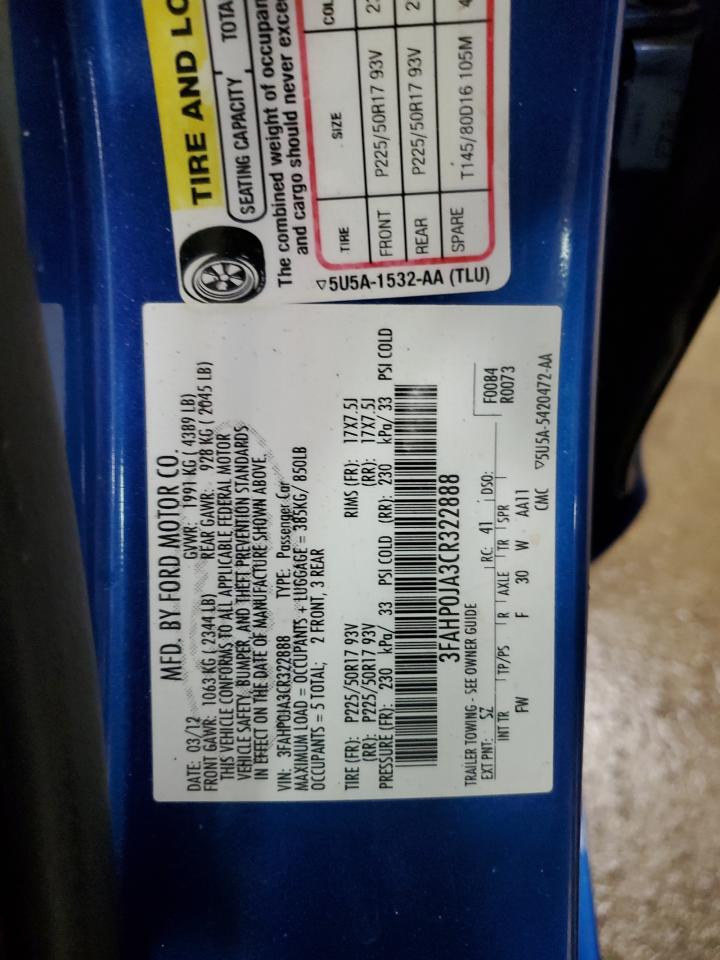 MFD. BY FORD MOTOR CO.
DATE: 03/12 GVWR: 1991 KG ( 4389 LB)
FRONT GAWR: 1063 KG ( 2344 LB) REAR GAWR: 928 KG ( 2045 LB)
THIS VEHICLE CONFORMS TO ALL APPLICABLE FEDERAL MOTOR
VEHICLE SAFETY, BUMPER, AND THEFT PREVENTION STANDARDS
IN EFFECT ON THE DATE OF MANUFACTURE SHOWN ABOVE.
VIN: 3FAHP0JA3CR322888 TYPE: Passenger Car
MAXIMUM LOAD = OCCUPANTS + LUGGAGE = 385KG/ 850LB
OCCUPANTS = 5 TOTAL; 2 FRONT, 3 REAR
TIRE (FR): P225/50R17 93V RIMS (FR): 17X7.5J
(RR): P225/50R17 93V (RR): 17X7.5J
PRESSURE (FR): 230 kPa/ 33 PSI COLD (RR): 230 kPa/ 33 PSI COLD
3FAHP0JA3CR322888
TRAILER TOWING - SEE OWNER GUIDE
EXT PNT: SZ RC: 41 DSO: F0084
INT TR TP/PS R AXLE TR SPR R0073
FW F 30 W AA11
CMC ▽5U5A-5420472-AA
TIRE AND LO
SEATING CAPACITY TOTA
The combined weight of occupan
and cargo should never excee
TIRE SIZE COL
FRONT P225/50R17 93V
REAR P225/50R17 93V
SPARE T145/80D16 105M
▽5U5A-1532-AA (TLU)